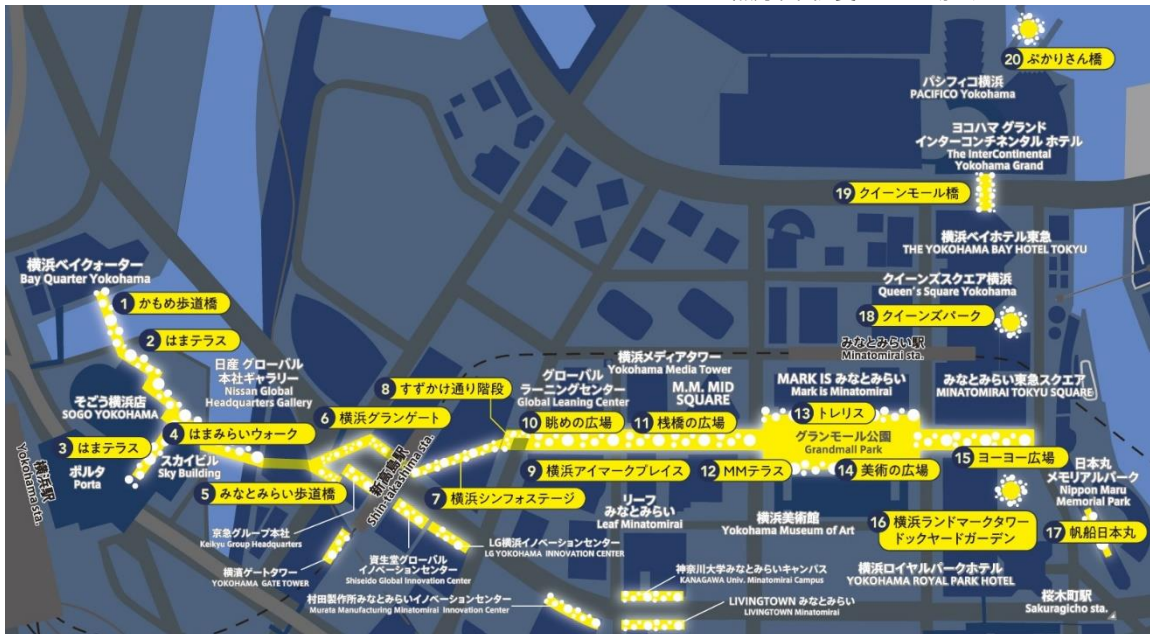 20 ぷかりさん橋
パシフィコ横浜
PACIFICO Yokohama
ヨコハマ グランド
インターコンチネンタル ホテル
The InterContinental
Yokohama Grand
19 クイーンモール橋
横浜ベイホテル東急
THE YOKOHAMA BAY HOTEL TOKYU
横浜ベイクォーター
Bay Quarter Yokohama
クイーンズスクエア横浜
Queen's Square Yokohama
1 かもめ歩道橋
18 クイーンズパーク
2 はまテラス
みなとみらい駅
Minatomirai sta.
日産 グローバル
本社ギャラリー
Nissan Global
Headquarters Gallery
8 すずかけ通り階段
グローバル
ラーニングセンター
Global Leaning Center
横浜メディアタワー
Yokohama Media Tower
M.M. MID
SQUARE
MARK IS みなとみらい
Mark is Minatomirai
みなとみらい東急スクエア
MINATOMIRAI TOKYU SQUARE
そごう横浜店
SOGO YOKOHAMA
6 横浜グランゲート
10 眺めの広場
11 桟橋の広場
13 トレリス
3 はまテラス
4 はまみらいウォーク
グランモール公園
Grandmall Park
横浜駅
Yokohama sta.
ポルタ
Porta
スカイビル
Sky Building
新高島駅
Shintakashima sta.
9 横浜アイマークプレイス
12 MMテラス
14 美術の広場
15 ヨーヨー広場
5 みなとみらい歩道橋
7 横浜シンフォステージ
リーフ
みなとみらい
Leaf Minatomirai
日本丸
メモリアルパーク
Nippon Maru
Memorial Park
京急グループ本社
Keikyu Group Headquarters
横浜美術館
Yokohama Museum of Art
16 横浜ランドマークタワー
ドックヤードガーデン
17 帆船日本丸
LG横浜イノベーションセンター
LG YOKOHAMA INNOVATION CENTER
資生堂グローバル
イノベーションセンター
Shiseido Global Innovation Center
横濱ゲートタワー
YOKOHAMA GATE TOWER
神奈川大学みなとみらいキャンパス
KANAGAWA Univ. Minatomirai Campus
横浜ロイヤルパークホテル
YOKOHAMA ROYAL PARK HOTEL
村田製作所みなとみらいイノベーションセンター
Murata Manufacturing Minatomirai Innovation Center
LIVINGTOWN みなとみらい
LIVINGTOWN Minatomirai
桜木町駅
Sakuragicho sta.